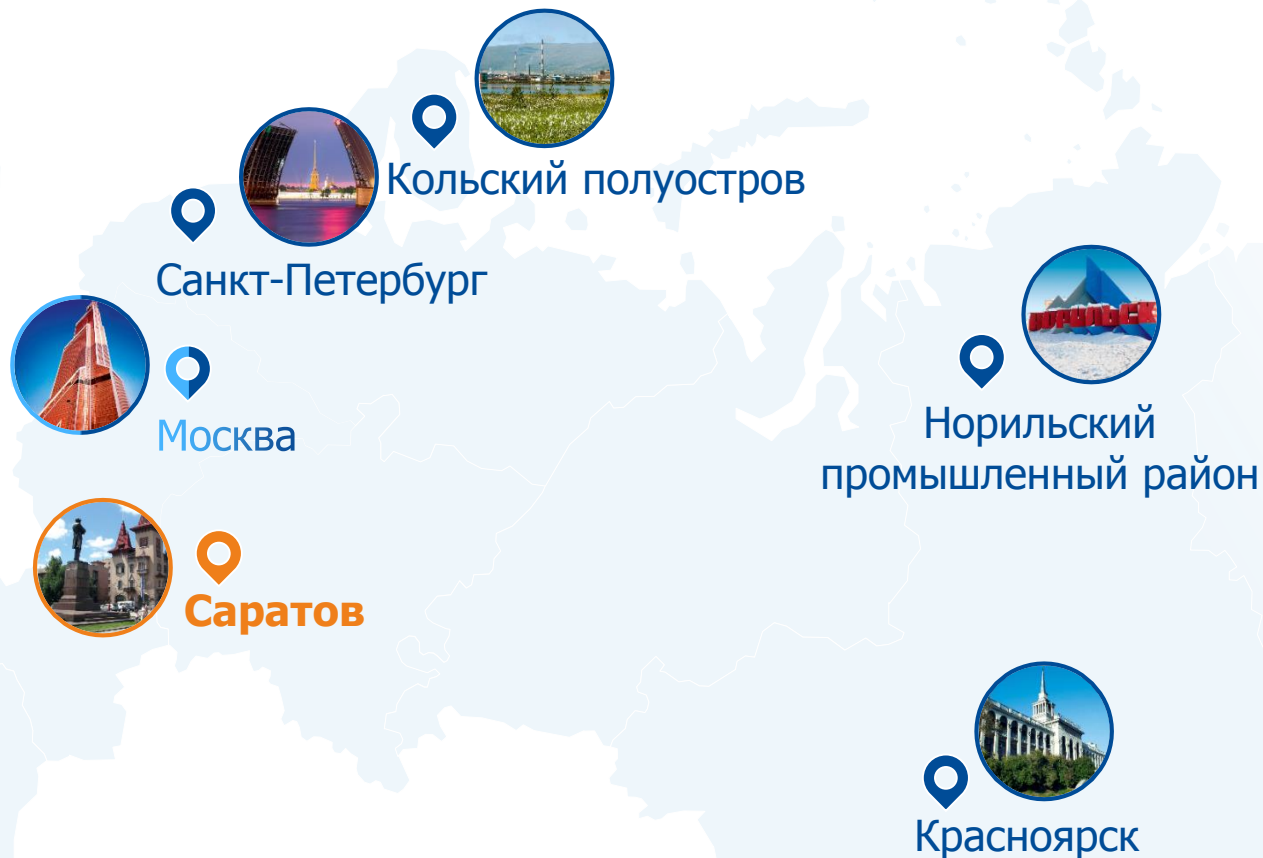 Кольский полуостров
Санкт-Петербург
НОРИЛЬСК
Москва
Норильский
промышленный район
Саратов
Красноярск